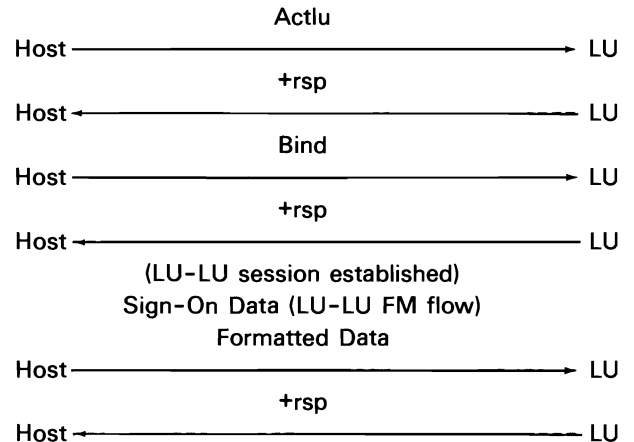 Actlu
Host LU
+rsp
Host LU
Bind
Host LU
+rsp
Host LU
(LU-LU session established)
Sign-On Data (LU-LU FM flow)
Formatted Data
Host LU
+rsp
Host LU